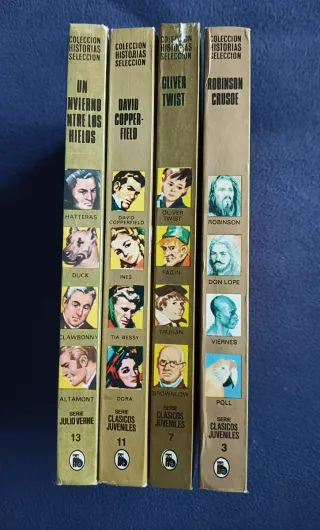 COLECCION
HISTORIAS
SELECCION
UN
INVIERNO
ENTRE LOS
HIELOS
HATTERAS
DUCK
CLAWBONNY
ALTAMONT
SERIE
JULIO VERNE
13
COLECCION
HISTORIAS
SELECCION
DAVID
COPPER-
FIELD
DAVID
COPPERFIELD
INES
TIA BESSY
DORA
SERIE
CLASICOS
JUVENILES
11
COLECCION
HISTORIAS
SELECCION
OLIVER
TWIST
OLIVER
TWIST
FAGIN
BROWNLOW
SERIE
CLASICOS
JUVENILES
7
COLECCION
HISTORIAS
SELECCION
ROBINSON
CRUSOE
ROBINSON
DON LOPE
VIERNES
POLL
SERIE
CLASICOS
JUVENILES
3